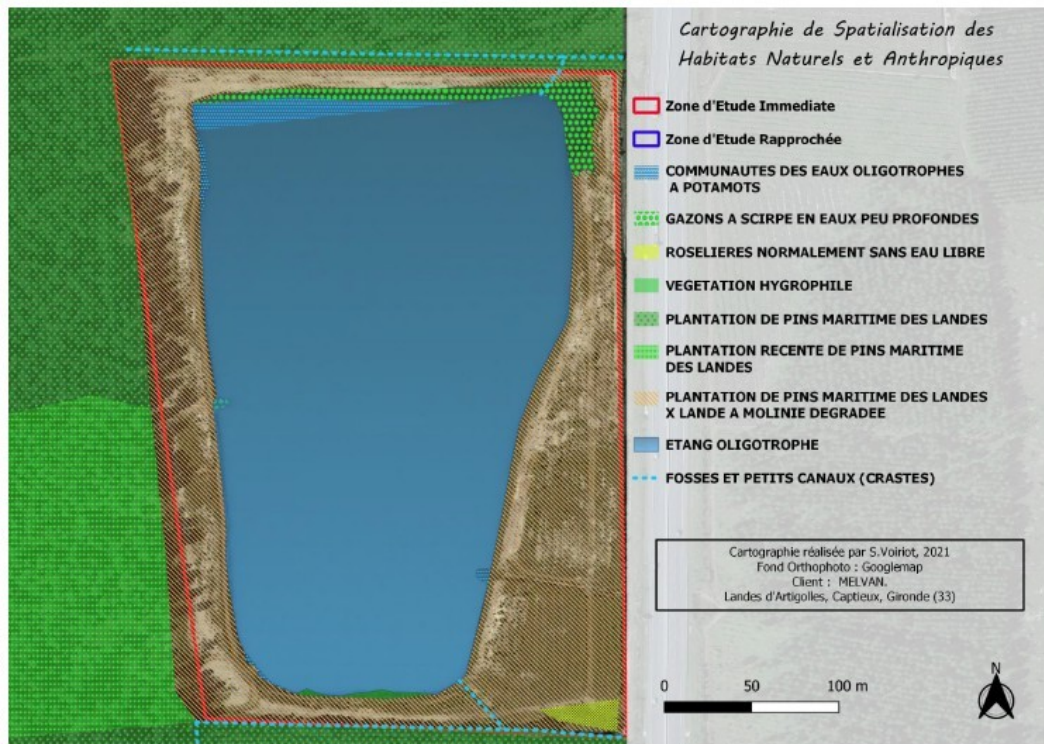 Cartographie de Spatialisation des
Habitats Naturels et Anthropiques
Zone d'Etude Immediate
Zone d'Etude Rapprochée
COMMUNAUTES DES EAUX OLIGOTROPHES
A POTAMOTS
GAZONS A SCIRPE EN EAUX PEU PROFONDES
ROSELIERES NORMALEMENT SANS EAU LIBRE
VEGETATION HYGROPHILE
PLANTATION DE PINS MARITIME DES LANDES
PLANTATION RECENTE DE PINS MARITIME
DES LANDES
PLANTATION DE PINS MARITIME DES LANDES
X LANDE A MOLINIE DEGRADEE
ETANG OLIGOTROPHE
FOSSES ET PETITS CANAUX (CRASTES)
Cartographie réalisée par S.Voiriot, 2021
Fond Orthophoto : Googlemap
Client : MELVAN.
Landes d'Artigolles, Captieux, Gironde (33)
N
0 50 100 m